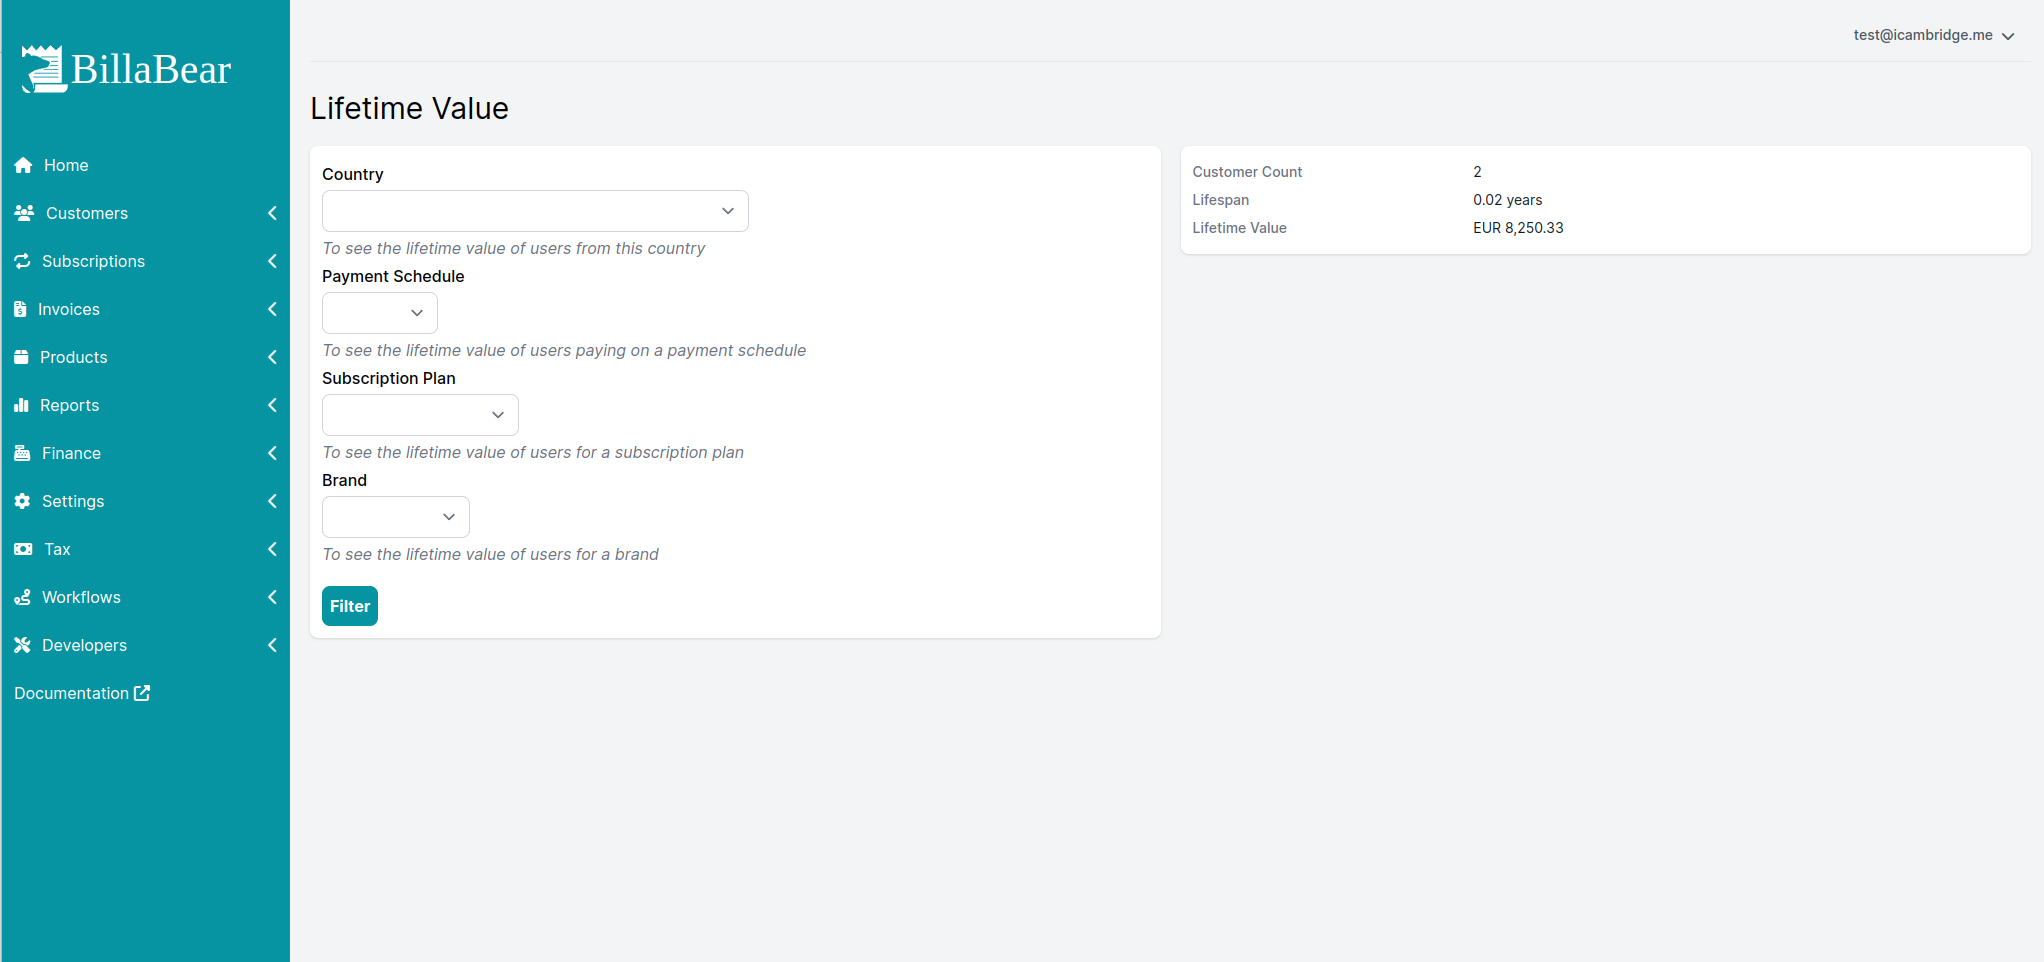 BillaBear
Home
Customers
Subscriptions
Invoices
Products
Reports
Finance
Settings
Tax
Workflows
Developers
Documentation
test@icambridge.me
Lifetime Value
Country
To see the lifetime value of users from this country
Payment Schedule
To see the lifetime value of users paying on a payment schedule
Subscription Plan
To see the lifetime value of users for a subscription plan
Brand
To see the lifetime value of users for a brand
Filter
Customer Count 2
Lifespan 0.02 years
Lifetime Value EUR 8,250.33